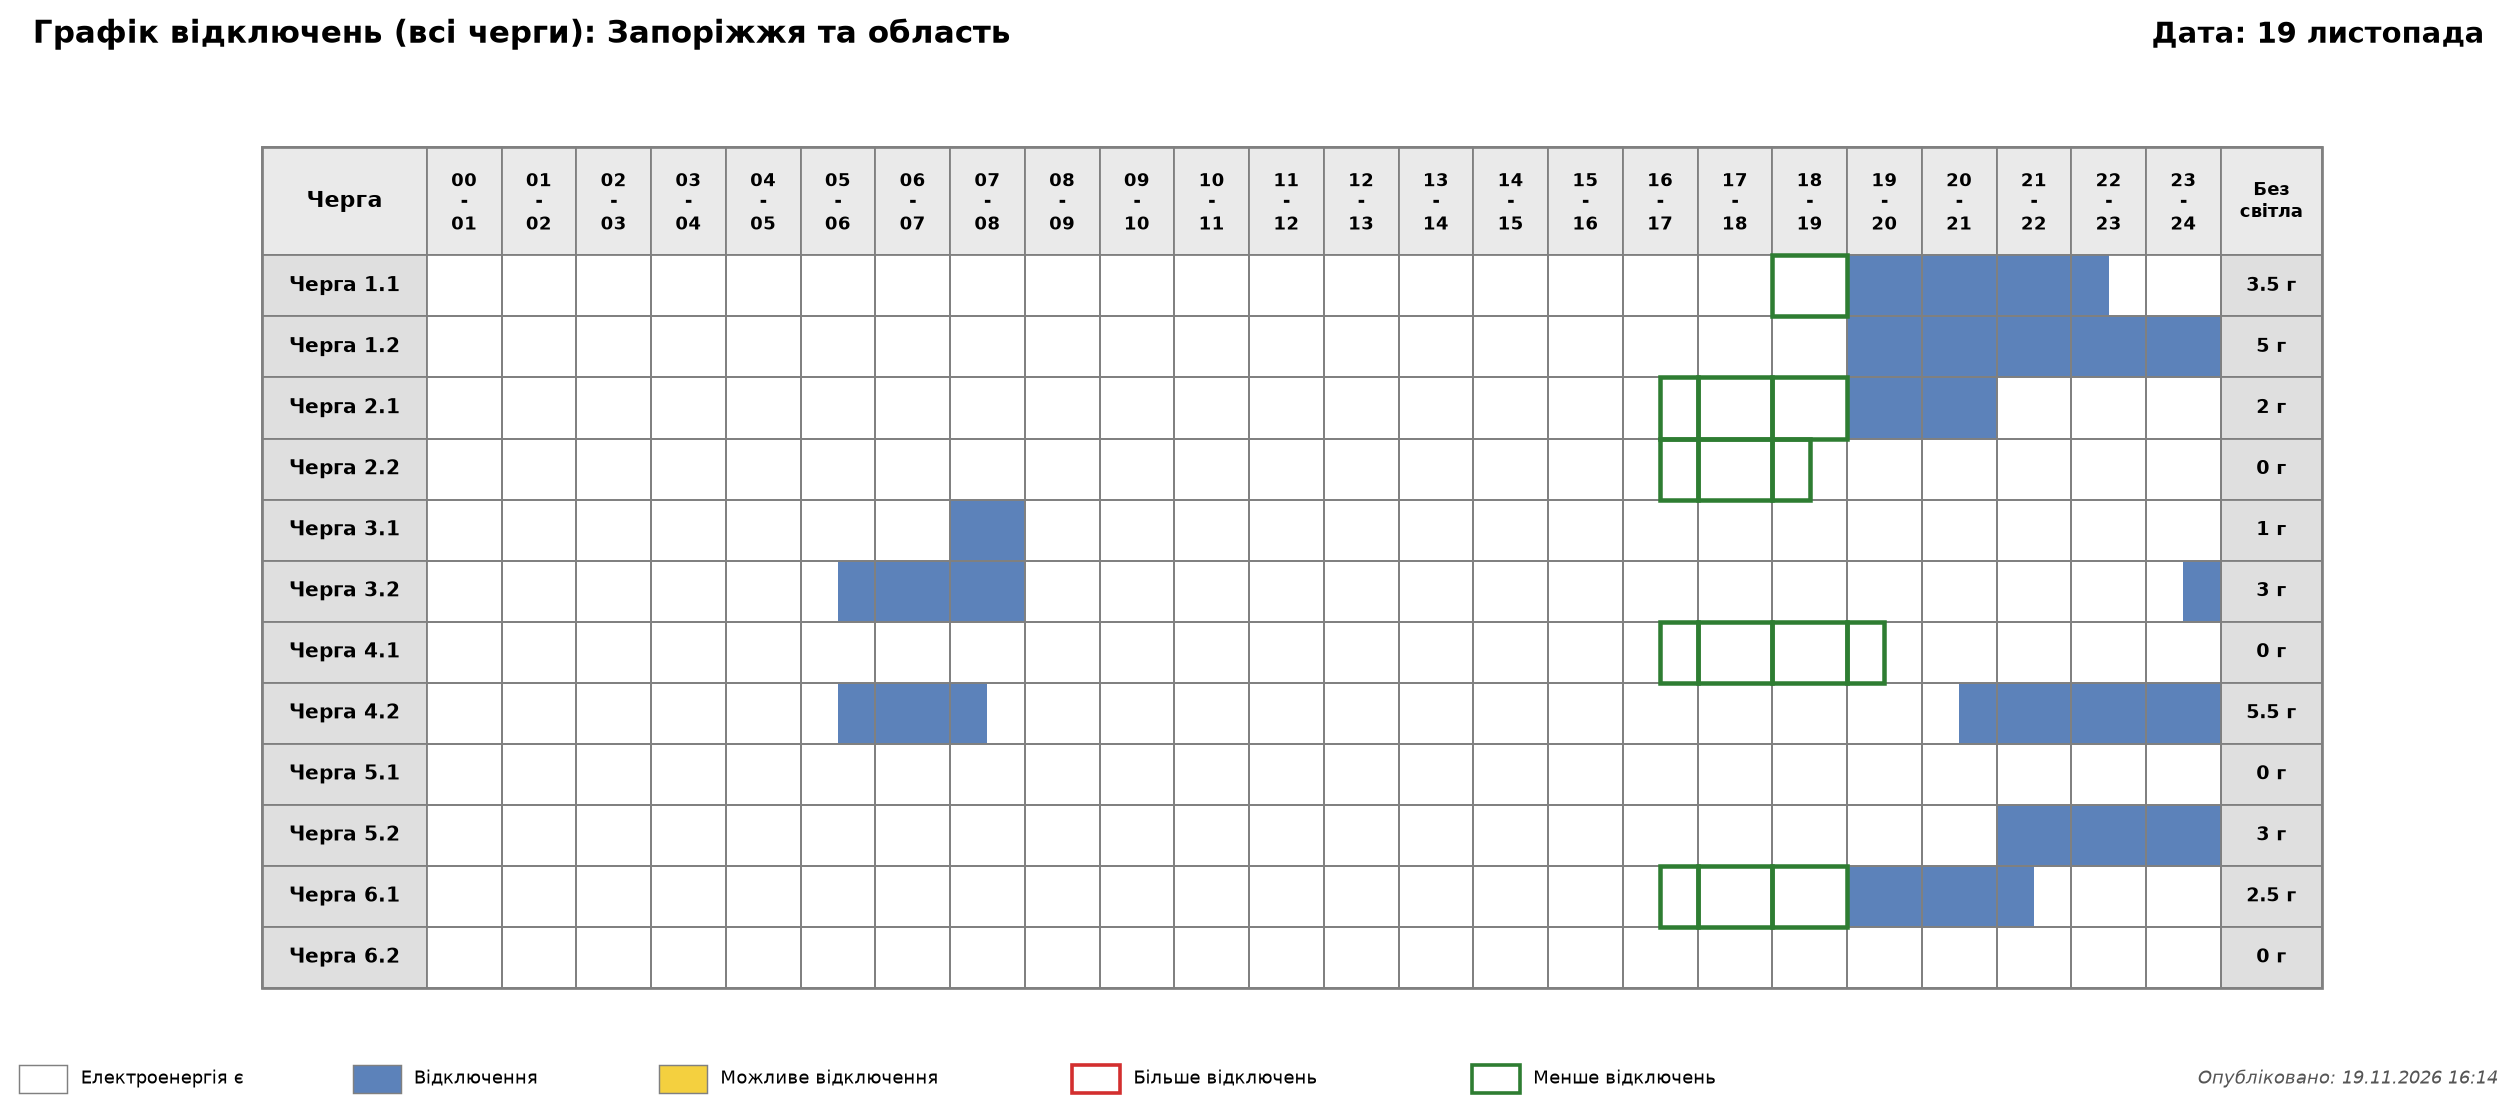 Графік відключень (всі черги): Запоріжжя та область
Дата: 19 листопада
Черга 00 - 01 01 - 02 02 - 03 03 - 04 04 - 05 05 - 06 06 - 07 07 - 08 08 - 09 09 - 10 10 - 11 11 - 12 12 - 13 13 - 14 14 - 15 15 - 16 16 - 17 17 - 18 18 - 19 19 - 20 20 - 21 21 - 22 22 - 23 23 - 24 Без світла
Черга 1.1 3.5 г
Черга 1.2 5 г
Черга 2.1 2 г
Черга 2.2 0 г
Черга 3.1 1 г
Черга 3.2 3 г
Черга 4.1 0 г
Черга 4.2 5.5 г
Черга 5.1 0 г
Черга 5.2 3 г
Черга 6.1 2.5 г
Черга 6.2 0 г
Електроенергія є
Відключення
Можливе відключення
Більше відключень
Менше відключень
Опубліковано: 19.11.2026 16:14